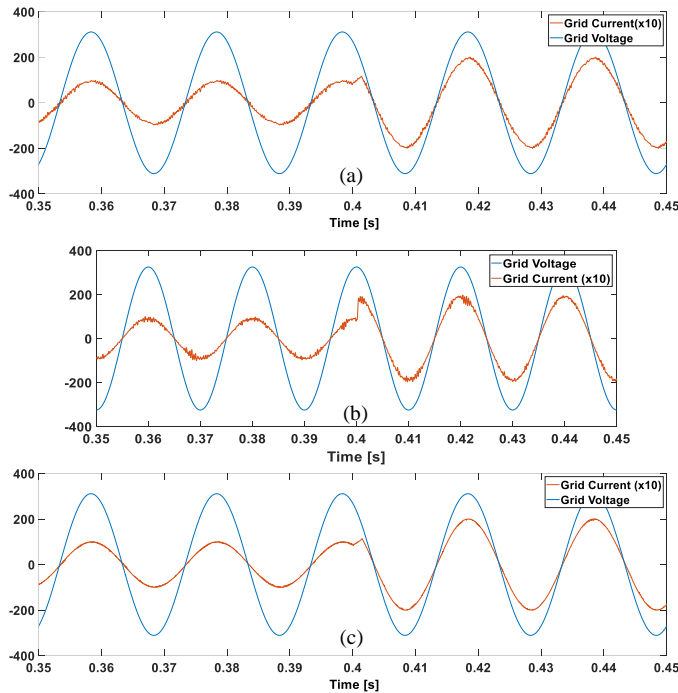 400
Grid Current(x10)
Grid Voltage
200
0
-200
(a)
-400
0.35 0.36 0.37 0.38 0.39 0.4 0.41 0.42 0.43 0.44 0.45
Time [s]
400
Grid Voltage
Grid Current (x10)
200
0
-200
(b)
-400
0.35 0.36 0.37 0.38 0.39 0.4 0.41 0.42 0.43 0.44 0.45
Time [s]
400
Grid Current (x10)
Grid Voltage
200
0
-200
(c)
-400
0.35 0.36 0.37 0.38 0.39 0.4 0.41 0.42 0.43 0.44 0.45
Time [s]